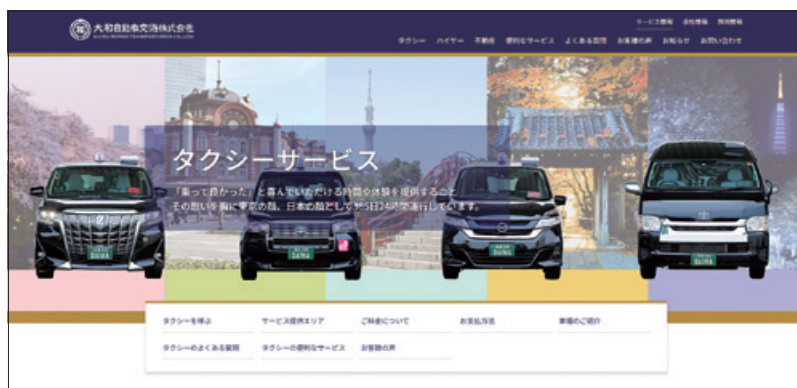 大和自動車交通株式会社
サービス情報 会社情報 採用情報
タクシー ハイヤー 不動産 便利なサービス よくある質問 お客様の声 お知らせ お問い合わせ
タクシーサービス
「乗って良かった」と喜んでいただける時間や体験を提供すること
その想いを胸に東京の顔、日本の顔として365日24時間運行しています。
DAIWA
DAIWA
DAIWA
DAIWA
タクシーを呼ぶ サービス提供エリア ご料金について お支払方法 車種のご紹介
タクシーのよくある質問 タクシーの便利なサービス お客様の声